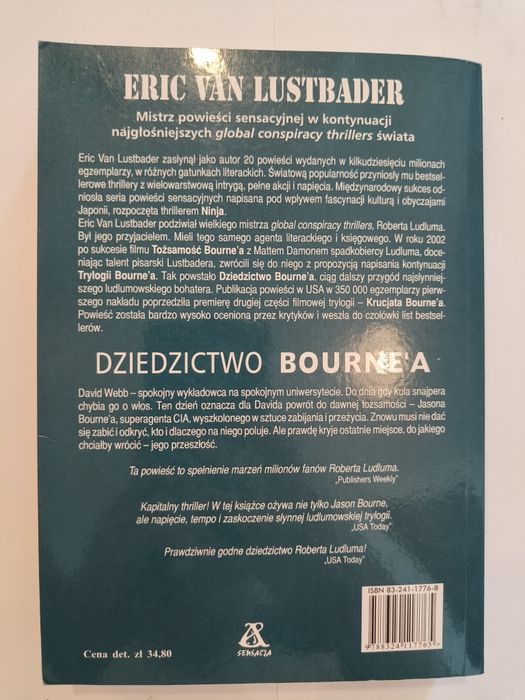 ERIC VAN LUSTBADER
Mistrz powieści sensacyjnej w kontynuacji
najgłośniejszych global conspiracy thrillers świata
Eric Van Lustbader zasłynął jako autor 20 powieści wydanych w kilkudziesięciu milionach
egzemplarzy, w różnych gatunkach literackich. Światową popularność przyniosły mu bestsel-
lerowe thrillery z wielowarstwową intrygą, pełne akcji i napięcia. Międzynarodowy sukces od-
niosła seria powieści sensacyjnych napisana pod wpływem fascynacji kulturą i obyczajami
Japonii, rozpoczęta thrillerem Ninja.
Eric Van Lustbader podziwiał wielkiego mistrza global conspiracy thrillers, Roberta Ludluma.
Był jego przyjacielem. Mieli tego samego agenta literackiego i księgowego. W roku 2002
po sukcesie filmu Tożsamość Bourne'a z Mattem Damonem spadkobiercy Ludluma, doce-
niając talent pisarski Lustbadera, zwrócili się do niego z propozycją napisania kontynuacji
Trylogii Bourne'a. Tak powstało Dziedzictwo Bourne'a, ciąg dalszy przygód najsłynniej-
szego ludlumowskiego bohatera. Publikacja powieści w USA w 350 000 egzemplarzy pierw-
szego nakładu poprzedziła premierę drugiej części filmowej trylogii – Krucjata Bourne'a.
Powieść została bardzo wysoko oceniona przez krytyków i weszła do czołówki list bestsel-
lerów.
DZIEDZICTWO BOURNE'A
David Webb – spokojny wykładowca na spokojnym uniwersytecie. Do dnia gdy kula snajpera
chybia go o włos. Ten dzień oznacza dla Davida powrót do dawnej tożsamości – Jasona
Bourne'a, superagenta CIA, wyszkolonego w sztuce zabijania i przeżycia. Znowu musi nie dać
się zabić i odkryć, kto i dlaczego na niego poluje. Ale prawdę kryje ostatnie miejsce, do jakiego
chciałby wrócić – jego przeszłość.
Ta powieść to spełnienie marzeń milionów fanów Roberta Ludluma.
„Publishers Weekly"
Kapitalny thriller! W tej książce ożywa nie tylko Jason Bourne,
ale napięcie, tempo i zaskoczenie słynnej ludlumowskiej trylogii.
„USA Today"
Prawdziwnie godne dziedzictwo Roberta Ludluma!
„USA Today"
ISBN 83-241-1776-8
9 788324 117765
A
SENSACJA
Cena det. zł 34,80